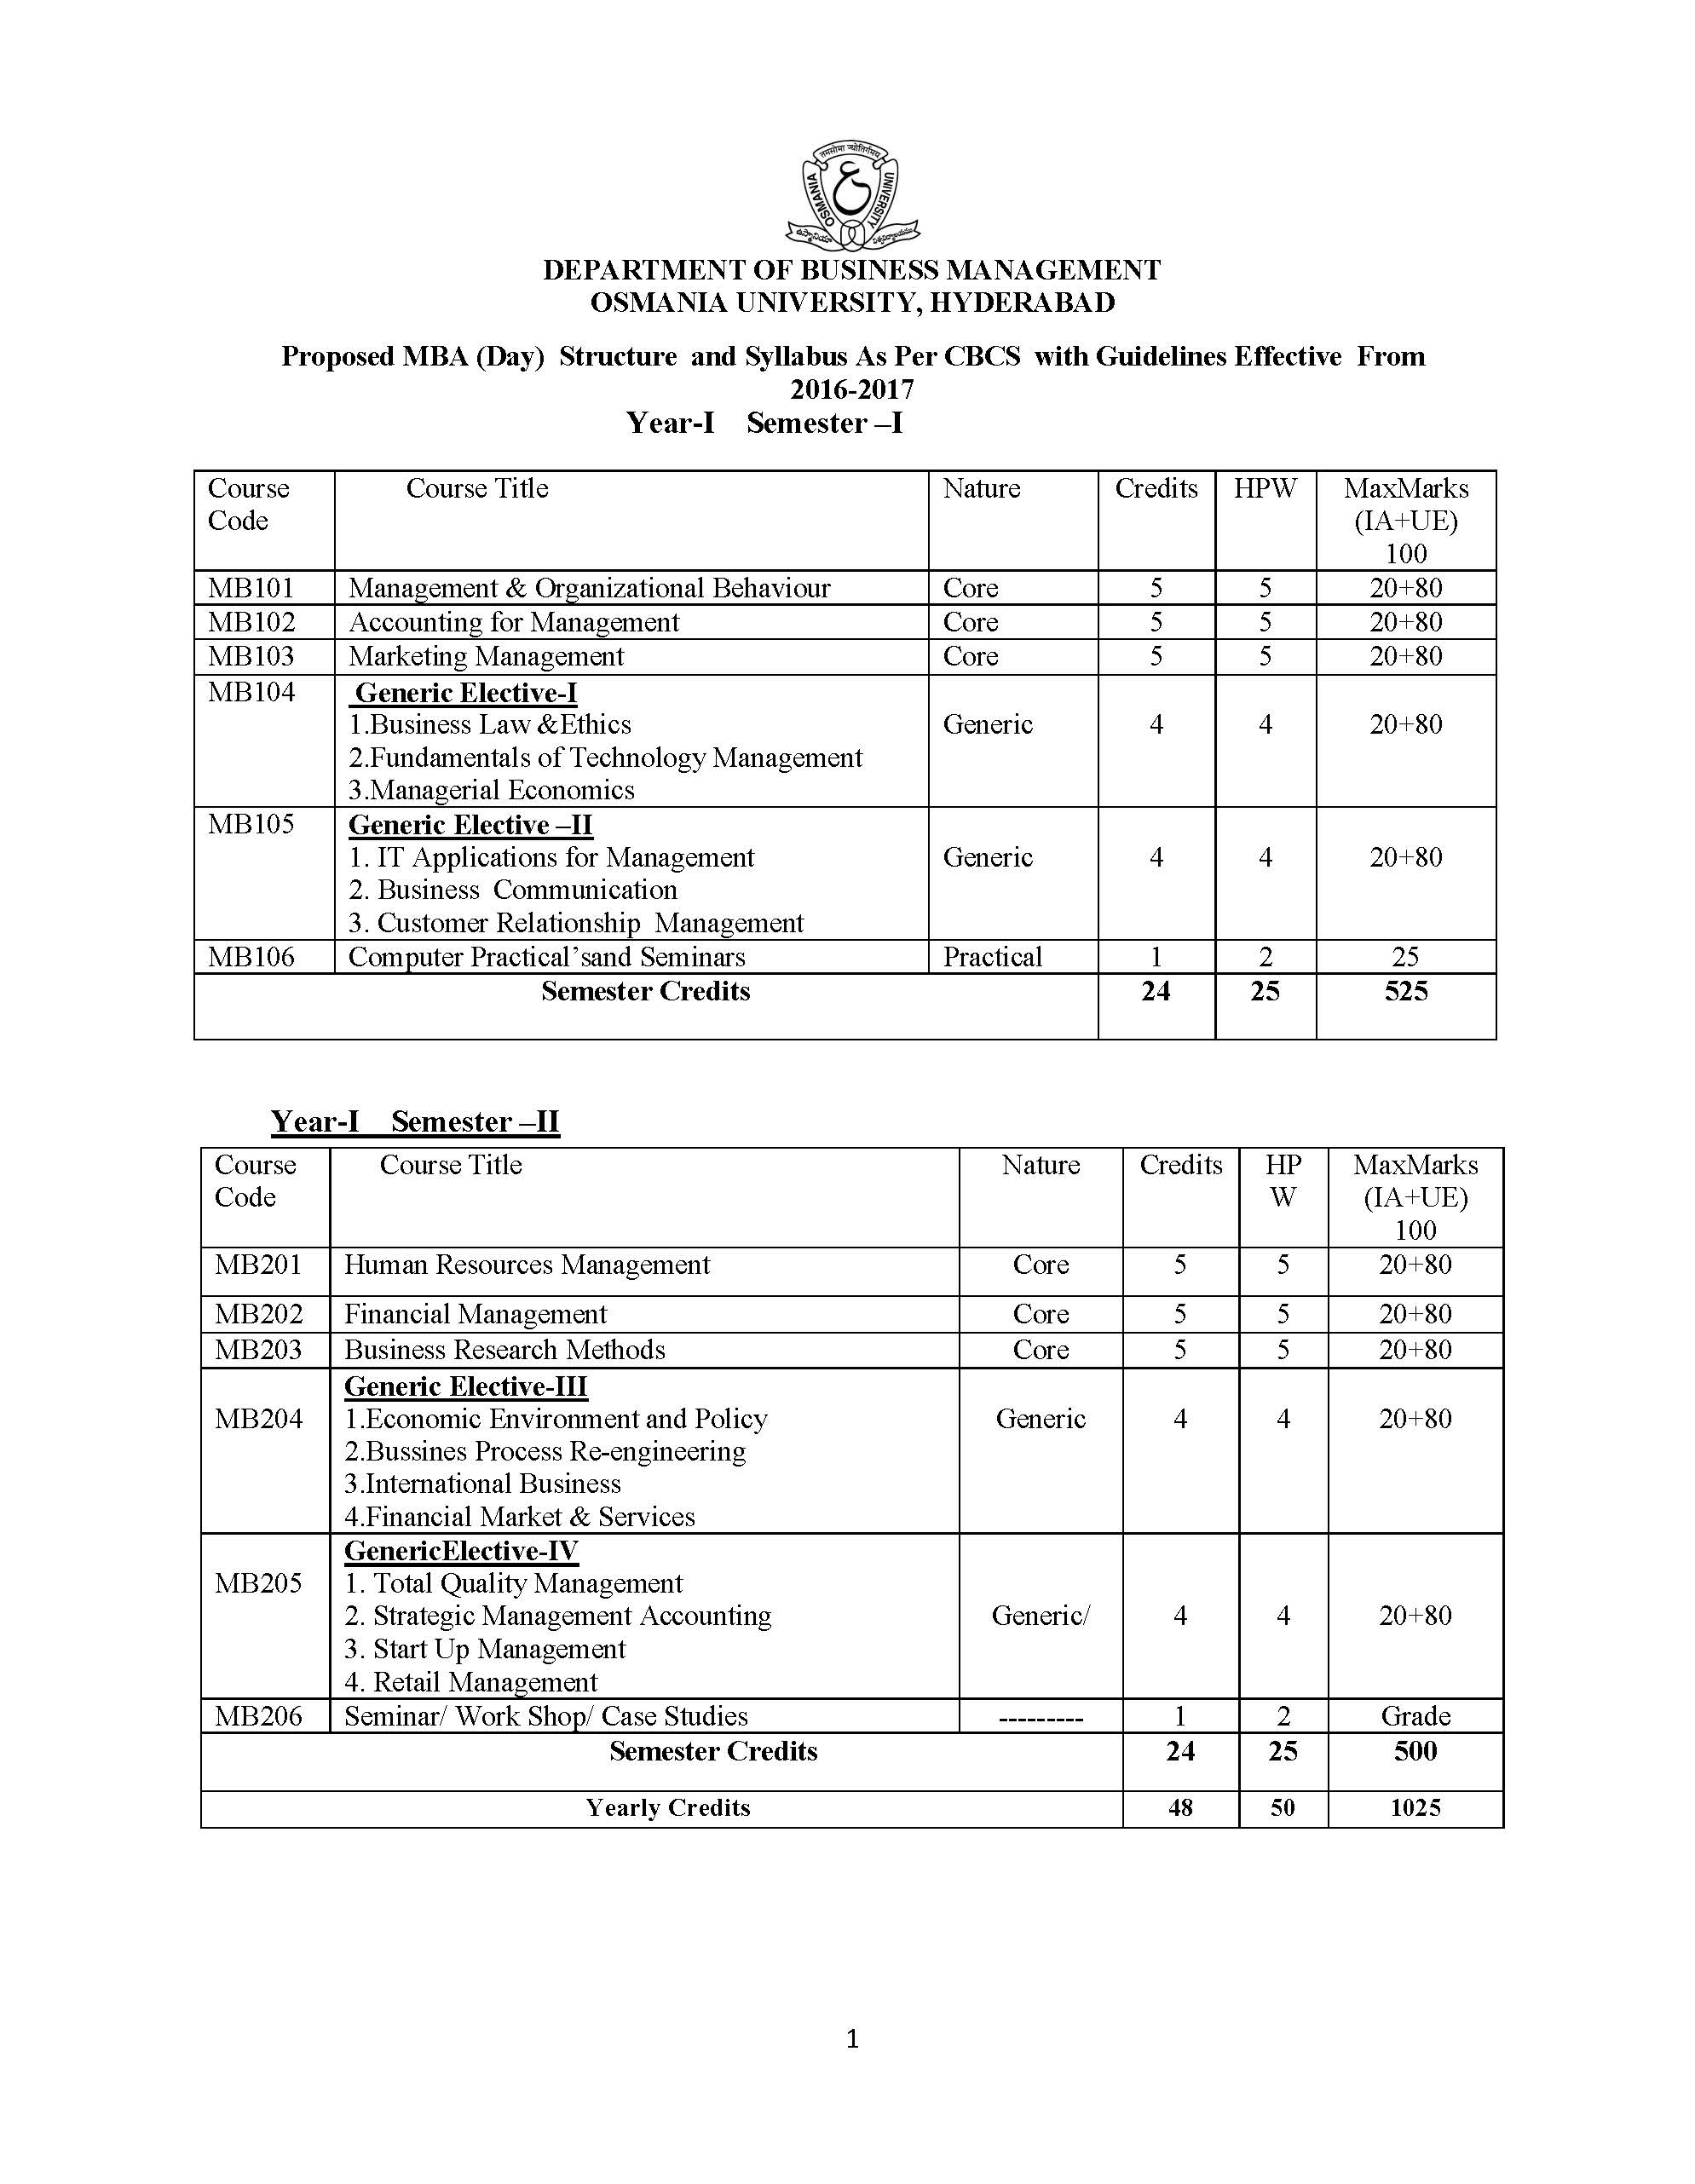 तमसोमा ज्योतिर्गमय
OSMANIA UNIVERSITY
DEPARTMENT OF BUSINESS MANAGEMENT
OSMANIA UNIVERSITY, HYDERABAD
Proposed MBA (Day) Structure and Syllabus As Per CBCS with Guidelines Effective From
2016-2017
Year-I Semester –I
Course Code Course Title Nature Credits HPW MaxMarks (IA+UE) 100
MB101 Management & Organizational Behaviour Core 5 5 20+80
MB102 Accounting for Management Core 5 5 20+80
MB103 Marketing Management Core 5 5 20+80
MB104 Generic Elective-I
1.Business Law &Ethics Generic 4 4 20+80
2.Fundamentals of Technology Management
3.Managerial Economics
MB105 Generic Elective –II
1. IT Applications for Management Generic 4 4 20+80
2. Business Communication
3. Customer Relationship Management
MB106 Computer Practical’sand Seminars Practical 1 2 25
Semester Credits 24 25 525
Year-I Semester –II
Course Code Course Title Nature Credits HP W MaxMarks (IA+UE) 100
MB201 Human Resources Management Core 5 5 20+80
MB202 Financial Management Core 5 5 20+80
MB203 Business Research Methods Core 5 5 20+80
Generic Elective-III
MB204 1.Economic Environment and Policy Generic 4 4 20+80
2.Bussines Process Re-engineering
3.International Business
4.Financial Market & Services
GenericElective-IV
MB205 1. Total Quality Management
2. Strategic Management Accounting Generic/ 4 4 20+80
3. Start Up Management
4. Retail Management
MB206 Seminar/ Work Shop/ Case Studies --------- 1 2 Grade
Semester Credits 24 25 500
Yearly Credits 48 50 1025
1